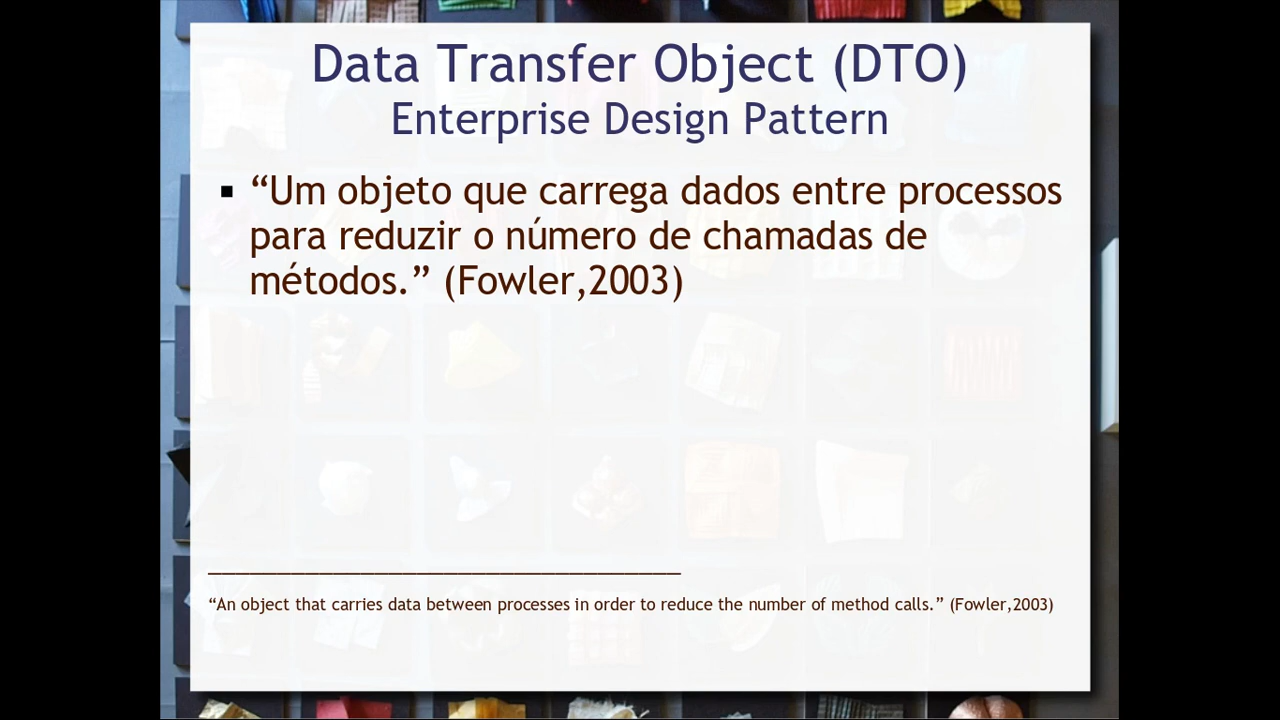 Data Transfer Object (DTO)
Enterprise Design Pattern
▪ “Um objeto que carrega dados entre processos
para reduzir o número de chamadas de
métodos.” (Fowler,2003)
“An object that carries data between processes in order to reduce the number of method calls.” (Fowler,2003)